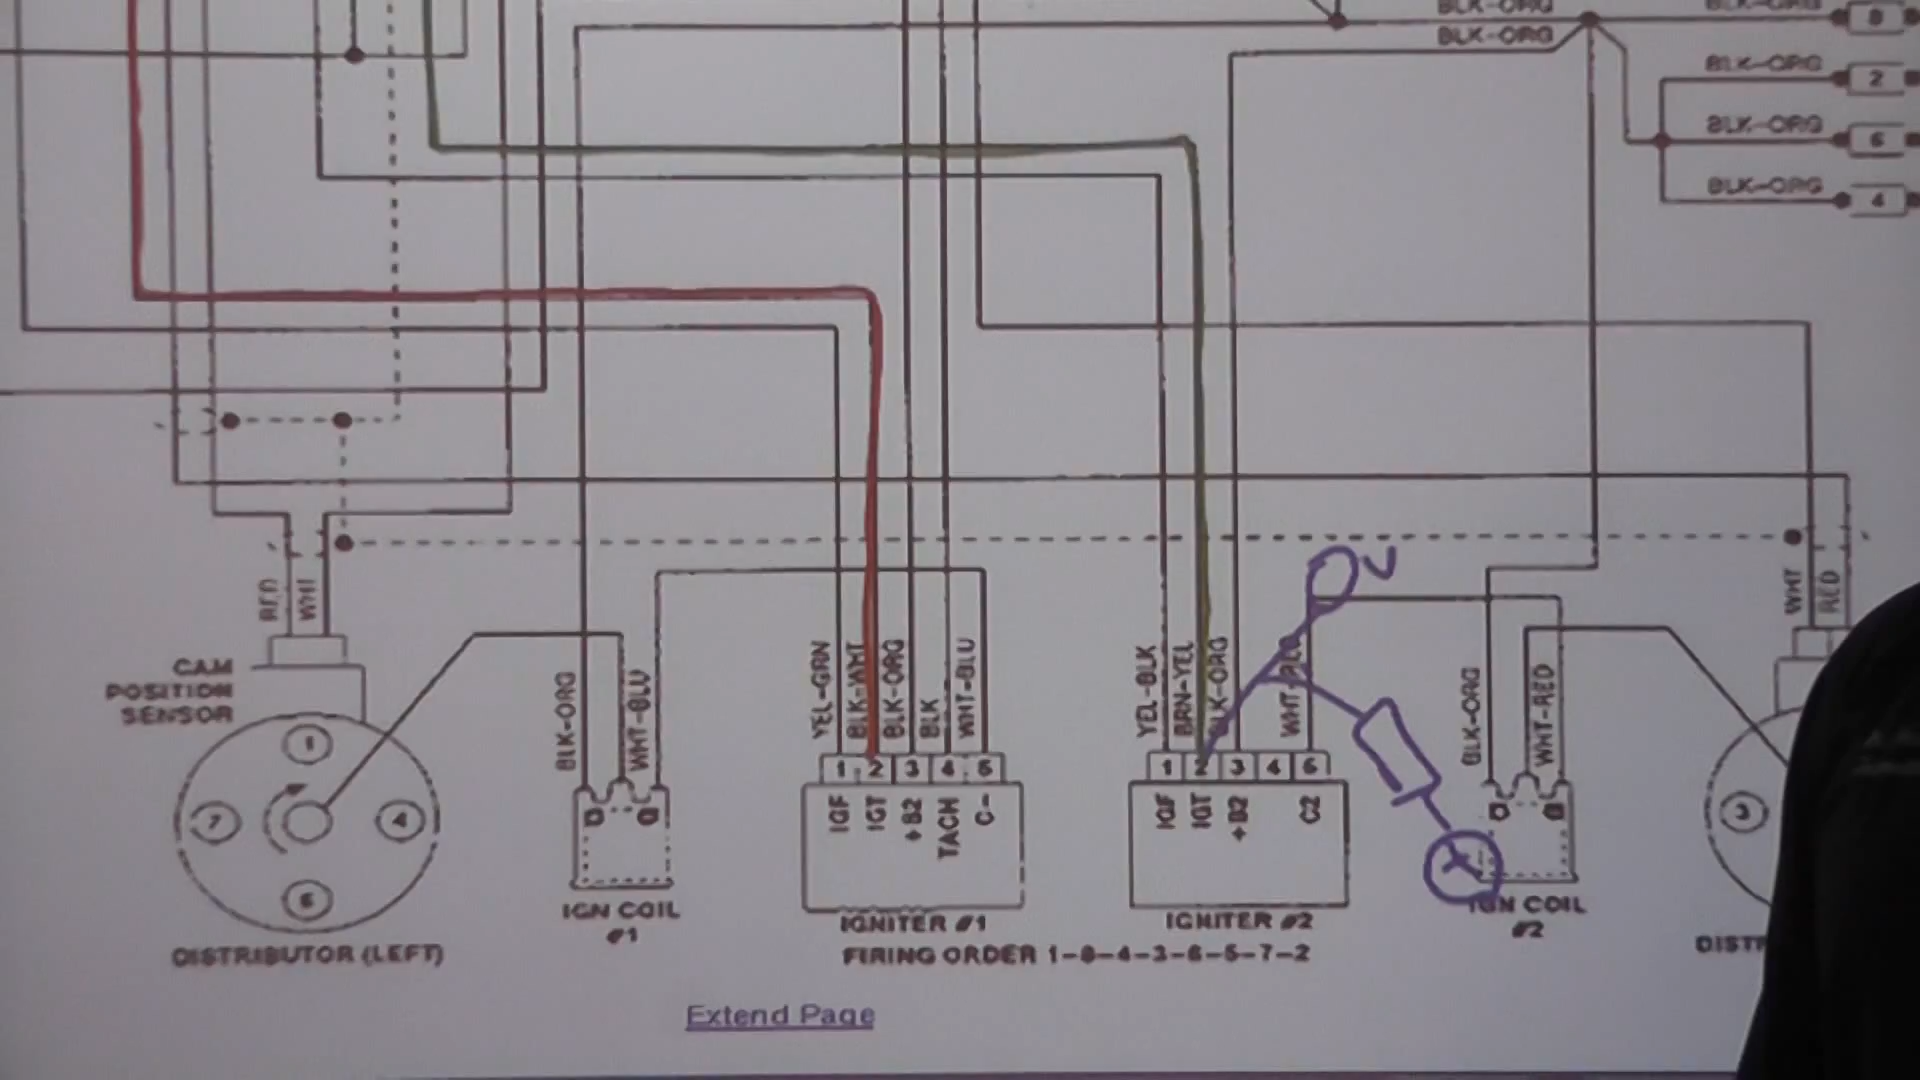 BLK-ORG
BLK-ORG
8
BLK-ORG
BLK-ORG
2
BLK-ORG
6
BLK-ORG
4
V
RED
WHT
WHT
RED
CAM
POSITION
SENSOR
BLK-ORG
WHT-BLU
YEL-GRN
BLK-WHT
BLK-ORG
BLK
WHT-BLU
YEL-BLK
BRN-YEL
BLK-ORG
BLK-ORG
WHT-RED
1 2 3 4 5
1 2 3 4 6
IGF
IGT
+B2
TACH
C-
IGF
IGT
+B2
C2
1
7
4
6
3
IGN COIL
#1
IGNITER #1
IGNITER #2
IGN COIL
#2
DISTRIBUTOR (LEFT)
FIRING ORDER 1-8-4-3-6-5-7-2
Extend Page